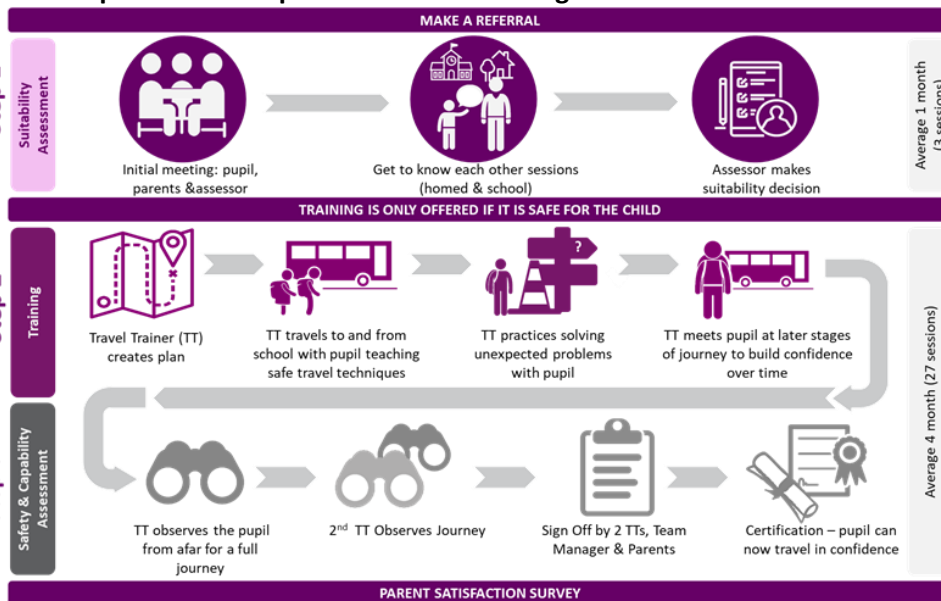 MAKE A REFERRAL
Suitability
Assessment
Initial meeting: pupil,
parents &assessor
Get to know each other sessions
(homed & school)
Assessor makes
suitability decision
Average 1 month
(3 sessions)
TRAINING IS ONLY OFFERED IF IT IS SAFE FOR THE CHILD
Training
?
Travel Trainer (TT)
creates plan
TT travels to and from
school with pupil teaching
safe travel techniques
TT practices solving
unexpected problems
with pupil
TT meets pupil at later stages
of journey to build confidence
over time
Average 4 month (27 sessions)
Safety & Capability
Assessment
TT observes the pupil
from afar for a full
journey
2nd TT Observes Journey
Sign Off by 2 TTs, Team
Manager & Parents
Certification – pupil can
now travel in confidence
PARENT SATISFACTION SURVEY